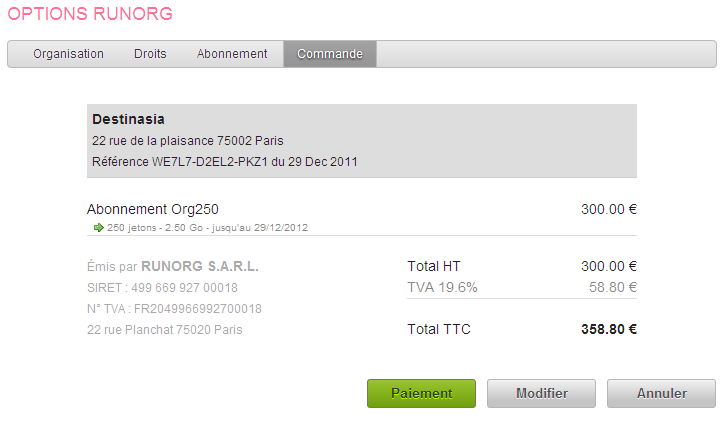 OPTIONS RUNORG
Organisation Droits Abonnement Commande
Destinasia
22 rue de la plaisance 75002 Paris
Référence WE7L7-D2EL2-PKZ1 du 29 Dec 2011
Abonnement Org250 300.00 €
250 jetons - 2.50 Go - jusqu'au 29/12/2012
Émis par RUNORG S.A.R.L. Total HT 300.00 €
SIRET : 499 669 927 00018 TVA 19.6% 58.80 €
N° TVA : FR2049966992700018
22 rue Planchat 75020 Paris Total TTC 358.80 €
Paiement Modifier Annuler